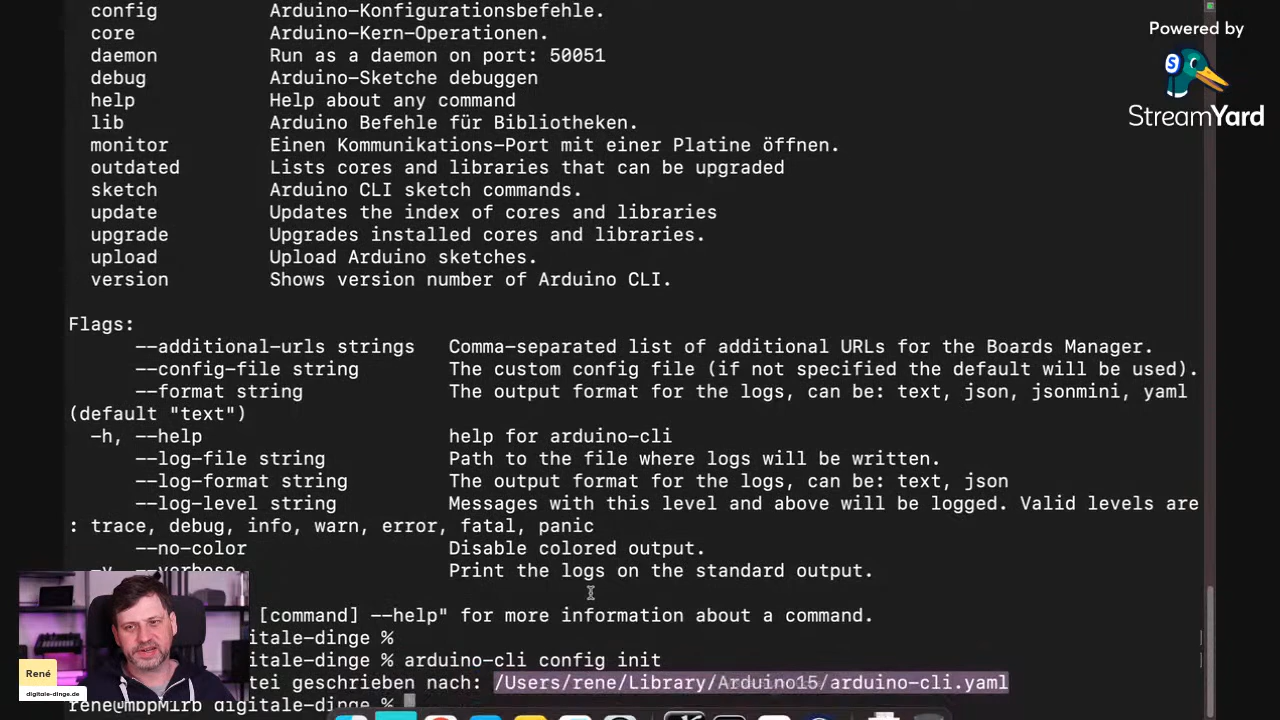 config Arduino-Konfigurationsbefehle.
core Arduino-Kern-Operationen.
daemon Run as a daemon on port: 50051
debug Arduino-Sketche debuggen
help Help about any command
lib Arduino Befehle für Bibliotheken.
monitor Einen Kommunikations-Port mit einer Platine öffnen.
outdated Lists cores and libraries that can be upgraded
sketch Arduino CLI sketch commands.
update Updates the index of cores and libraries
upgrade Upgrades installed cores and libraries.
upload Upload Arduino sketches.
version Shows version number of Arduino CLI.
Flags:
--additional-urls strings Comma-separated list of additional URLs for the Boards Manager.
--config-file string The custom config file (if not specified the default will be used).
--format string The output format for the logs, can be: text, json, jsonmini, yaml
(default "text")
-h, --help help for arduino-cli
--log-file string Path to the file where logs will be written.
--log-format string The output format for the logs, can be: text, json
--log-level string Messages with this level and above will be logged. Valid levels are
: trace, debug, info, warn, error, fatal, panic
--no-color Disable colored output.
-v, --verbose Print the logs on the standard output.
[command] --help" for more information about a command.
itale-dinge %
itale-dinge % arduino-cli config init
tei geschrieben nach: /Users/rene/Library/Arduino15/arduino-cli.yaml
rene@mbpM1rb digitale-dinge %
Powered by
StreamYard
René
digitale-dinge.de